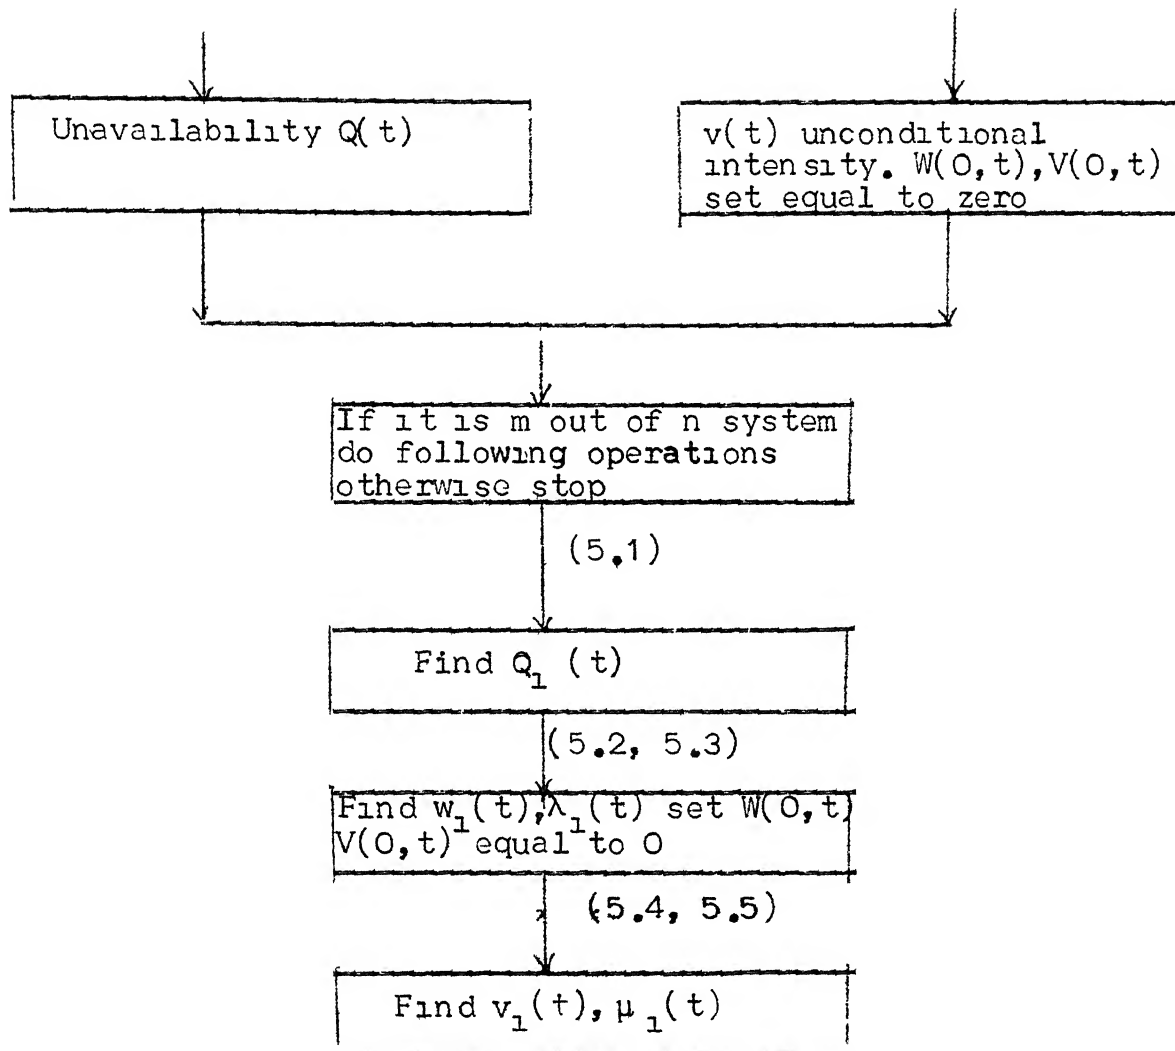 Unavailability Q(t)
v(t) unconditional
intensity. W(0,t),V(0,t)
set equal to zero
If it is m out of n system
do following operations
otherwise stop
(5.1)
Find Q₁ (t)
(5.2, 5.3)
Find w₁(t),λ₁(t) set W(0,t)
V(0,t) equal to 0
(5.4, 5.5)
Find v₁(t), μ₁(t)